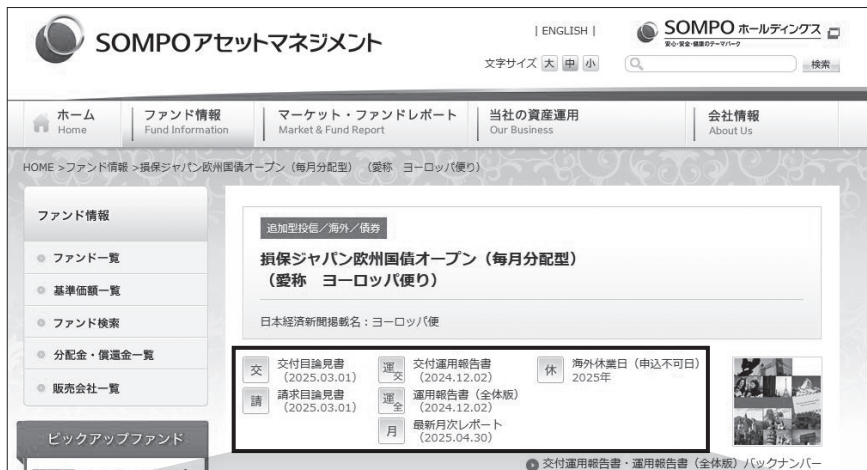 SOMPOアセットマネジメント
| ENGLISH |
SOMPO ホールディングス
安心・安全・健康のテーマパーク
文字サイズ 大 中 小
検索
ホーム
Home
ファンド情報
Fund Information
マーケット・ファンドレポート
Market & Fund Report
当社の資産運用
Our Business
会社情報
About Us
HOME >ファンド情報 >損保ジャパン欧州国債オープン（毎月分配型） （愛称 ヨーロッパ便り）
ファンド情報
ファンド一覧
基準価額一覧
ファンド検索
分配金・償還金一覧
販売会社一覧
ピックアップファンド
追加型投信／海外／債券
損保ジャパン欧州国債オープン（毎月分配型）
（愛称 ヨーロッパ便り）
日本経済新聞掲載名：ヨーロッパ便
交 交付目論見書
（2025.03.01）
請 請求目論見書
（2025.03.01）
運交 交付運用報告書
（2024.12.02）
運全 運用報告書（全体版）
（2024.12.02）
月 最新月次レポート
（2025.04.30）
休 海外休業日（申込不可日）
2025年
交付運用報告書・運用報告書（全体版）バックナンバー